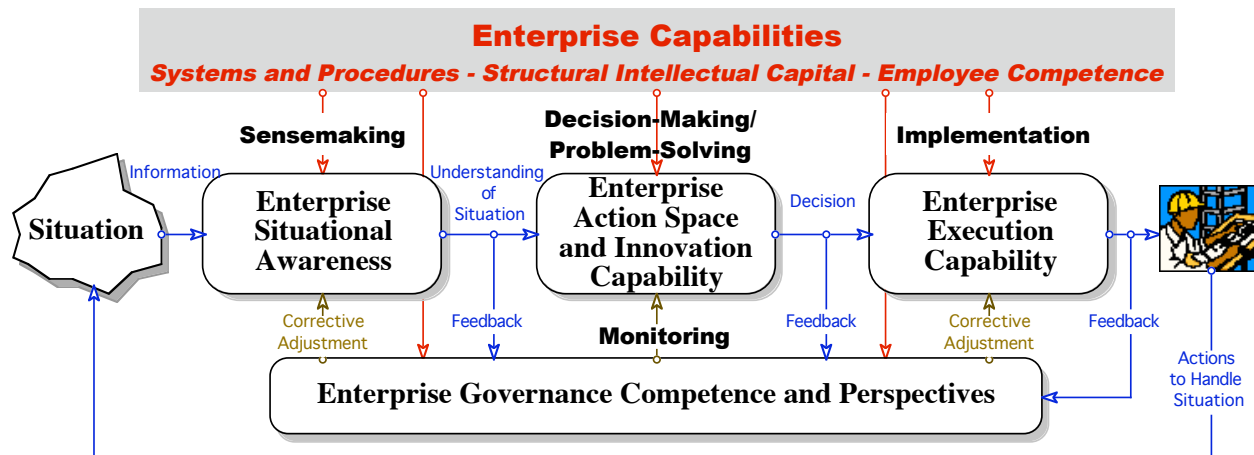 Enterprise Capabilities
Systems and Procedures - Structural Intellectual Capital - Employee Competence
Sensemaking
Decision-Making/
Problem-Solving
Implementation
Situation
Information
Enterprise
Situational
Awareness
Understanding
of
Situation
Enterprise
Action Space
and Innovation
Capability
Decision
Enterprise
Execution
Capability
Corrective
Adjustment
Feedback
Monitoring
Feedback
Corrective
Adjustment
Feedback
Actions
to Handle
Situation
Enterprise Governance Competence and Perspectives